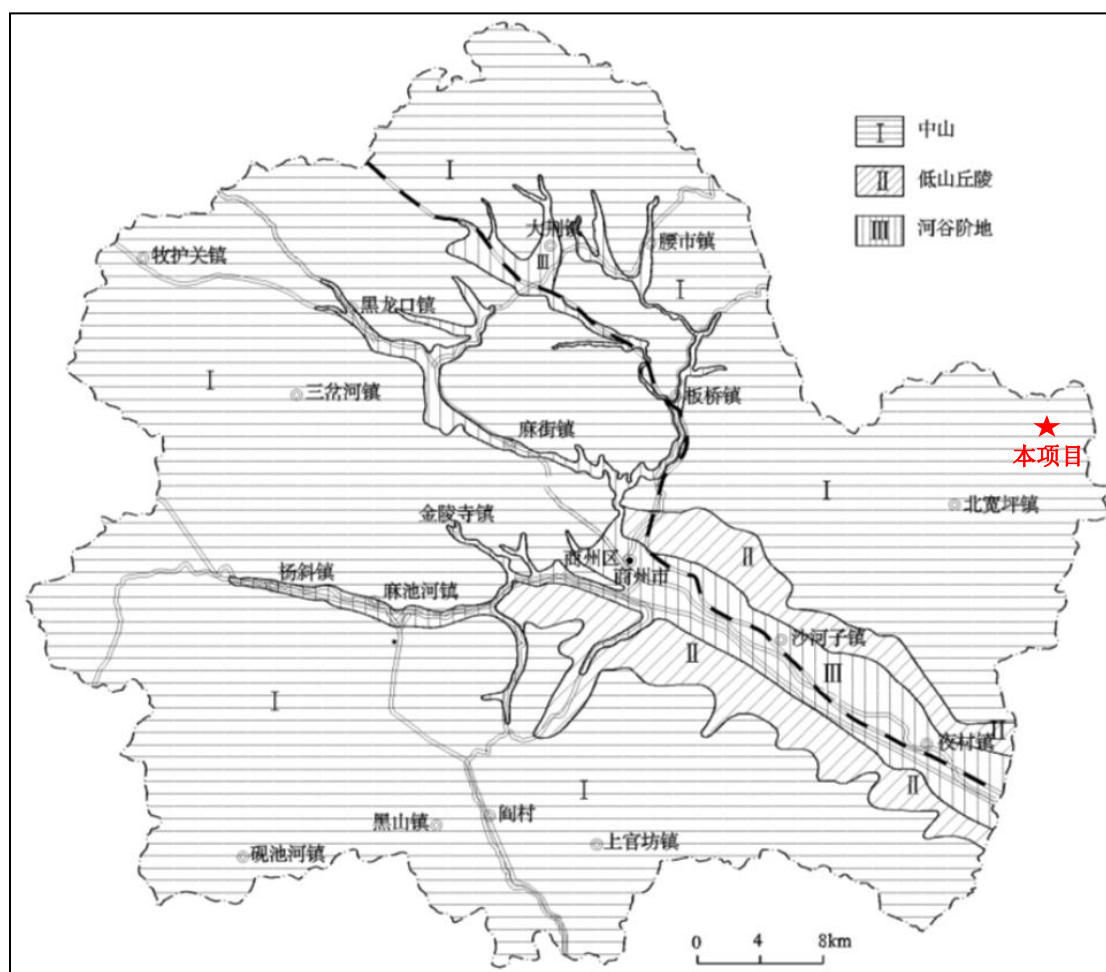 Ⅰ 中山
Ⅱ 低山丘陵
Ⅲ 河谷阶地
Ⅰ
大荆镇
腰市镇
Ⅲ
牧护关镇
Ⅰ
黑龙口镇
Ⅰ
三岔河镇
板桥镇
麻街镇
★
本项目
Ⅰ
北宽坪镇
金陵寺镇
商州区
商州市
Ⅱ
杨斜镇
麻池河镇
沙河子镇
Ⅱ
Ⅲ
Ⅰ
Ⅱ
夜村镇
Ⅱ
Ⅰ
阎村
黑山镇
上官坊镇
砚池河镇
0 4 8km